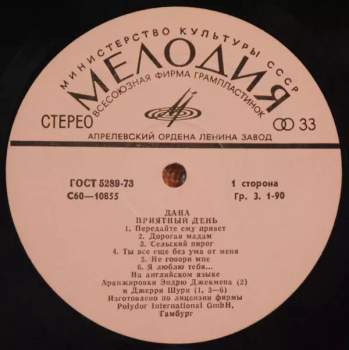 МИНИСТЕРСТВО КУЛЬТУРЫ СССР
МЕЛОДИЯ
ВСЕСОЮЗНАЯ ФИРМА ГРАМПЛАСТИНОК
СТЕРЕО
33
АПРЕЛЕВСКИЙ ОРДЕНА ЛЕНИНА ЗАВОД
ГОСТ 5289-73
1 сторона
С60—10855
Гр. 3. 1-90
ДАНА
ПРИЯТНЫЙ ДЕНЬ
1. Передайте ему привет
2. Дорогая мадам
3. Сельский пирог
4. Ты все еще без ума от меня
5. Не говори мне
6. Я люблю тебя...
На английском языке
Аранжировки Эндрю Джекмена (2)
и Джерри Шури (1, 3—6)
Изготовлено по лицензии фирмы
Polydor International GmbH,
Гамбург